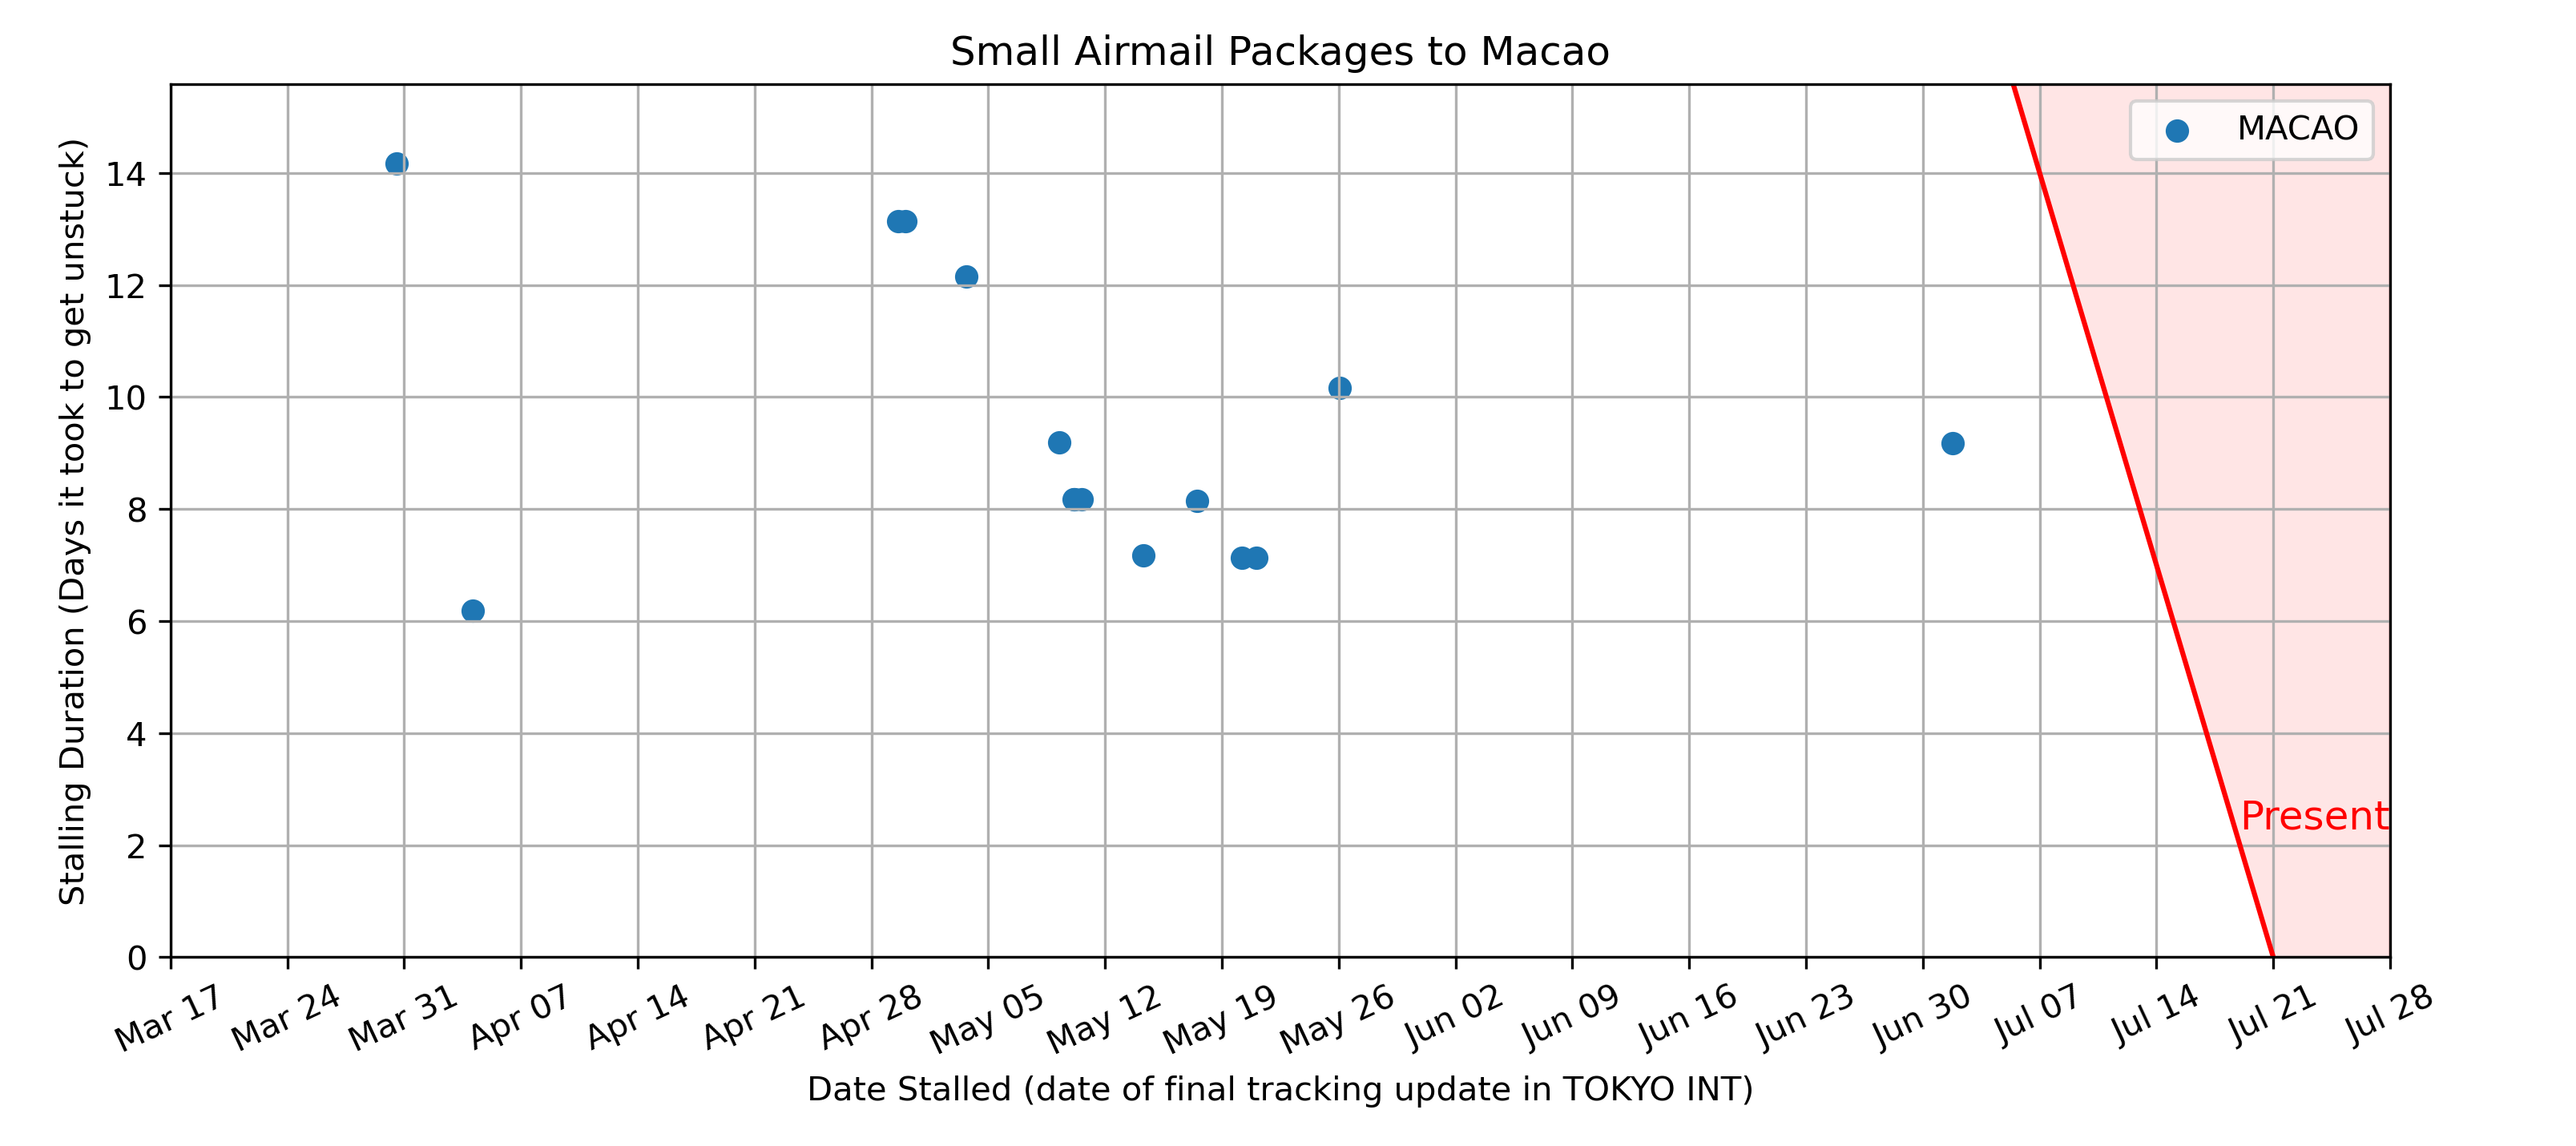 Small Airmail Packages to Macao
MACAO
Stalling Duration (Days it took to get unstuck)
14
12
10
8
6
4
2
0
Present
Mar 17
Mar 24
Mar 31
Apr 07
Apr 14
Apr 21
Apr 28
May 05
May 12
May 19
May 26
Jun 02
Jun 09
Jun 16
Jun 23
Jun 30
Jul 07
Jul 14
Jul 21
Jul 28
Date Stalled (date of final tracking update in TOKYO INT)